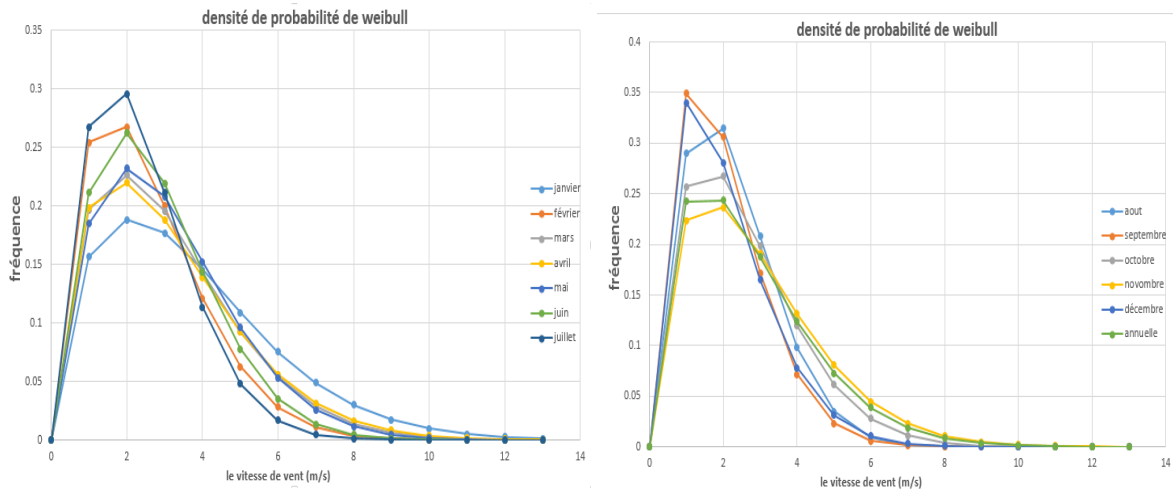 densité de probabilité de weibull
0.35
0.3
0.25
0.2
0.15
0.1
0.05
0
fréquence
0 2 4 6 8 10 12 14
le vitesse de vent (m/s)
janvier
février
mars
avril
mai
juin
juillet
densité de probabilité de weibull
0.4
0.35
0.3
0.25
0.2
0.15
0.1
0.05
0
fréquence
0 2 4 6 8 10 12 14
le vitesse de vent (m/s)
aout
septembre
octobre
novombre
décembre
annuelle